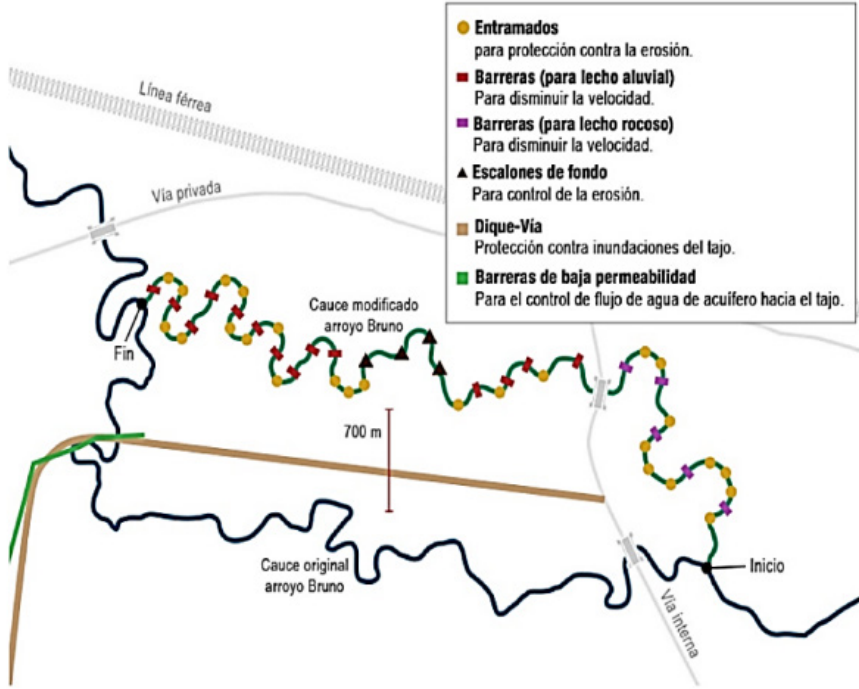 Entramados
para protección contra la erosión.
Barreras (para lecho aluvial)
Para disminuir la velocidad.
Barreras (para lecho rocoso)
Para disminuir la velocidad.
Escalones de fondo
Para control de la erosión.
Dique-Vía
Protección contra inundaciones del tajo.
Barreras de baja permeabilidad
Para el control de flujo de agua de acuífero hacia el tajo.
Línea férrea
Vía privada
Cauce modificado
arroyo Bruno
Fin
700 m
Cauce original
arroyo Bruno
Inicio
Vía interna